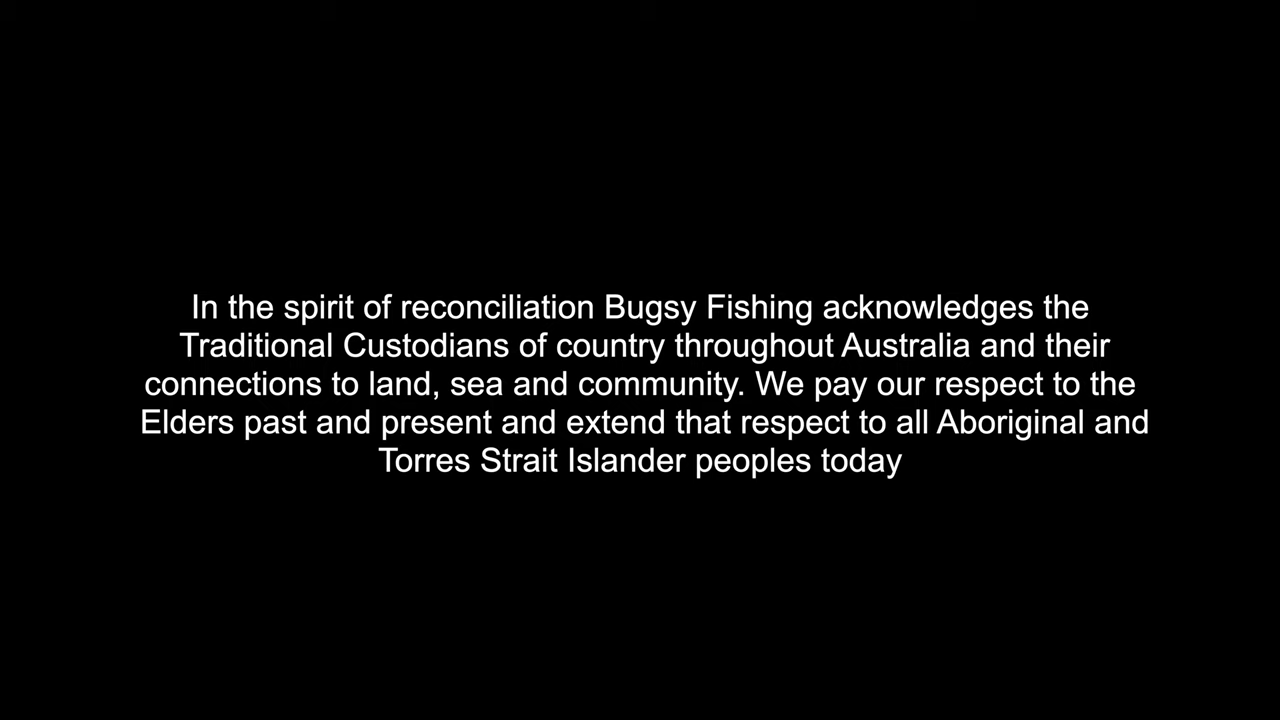 In the spirit of reconciliation Bugsy Fishing acknowledges the
Traditional Custodians of country throughout Australia and their
connections to land, sea and community. We pay our respect to the
Elders past and present and extend that respect to all Aboriginal and
Torres Strait Islander peoples today